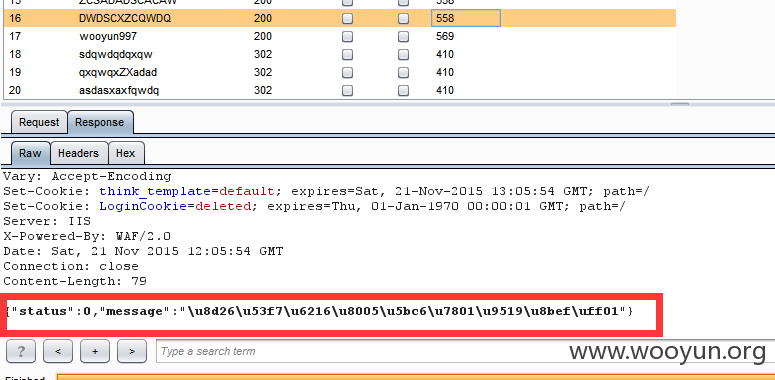 15 ZCSADADSCACAW 200 558
16 DWDSCXZCQWDQ 200 558
17 wooyun997 200 569
18 sdqwdqdqxqw 302 410
19 qxqwqxZXadad 302 410
20 asdasxaxfqwdq 302 410
Request Response
Raw Headers Hex
Vary: Accept-Encoding
Set-Cookie: think_template=default; expires=Sat, 21-Nov-2015 13:05:54 GMT; path=/
Set-Cookie: LoginCookie=deleted; expires=Thu, 01-Jan-1970 00:00:01 GMT; path=/
Server: IIS
X-Powered-By: WAF/2.0
Date: Sat, 21 Nov 2015 12:05:54 GMT
Connection: close
Content-Length: 79
{"status":0,"message":"\u8d26\u53f7\u6216\u8005\u5bc6\u7801\u9519\u8bef\uff01"}
? < + > Type a search term
www.wooyun.org
Finished